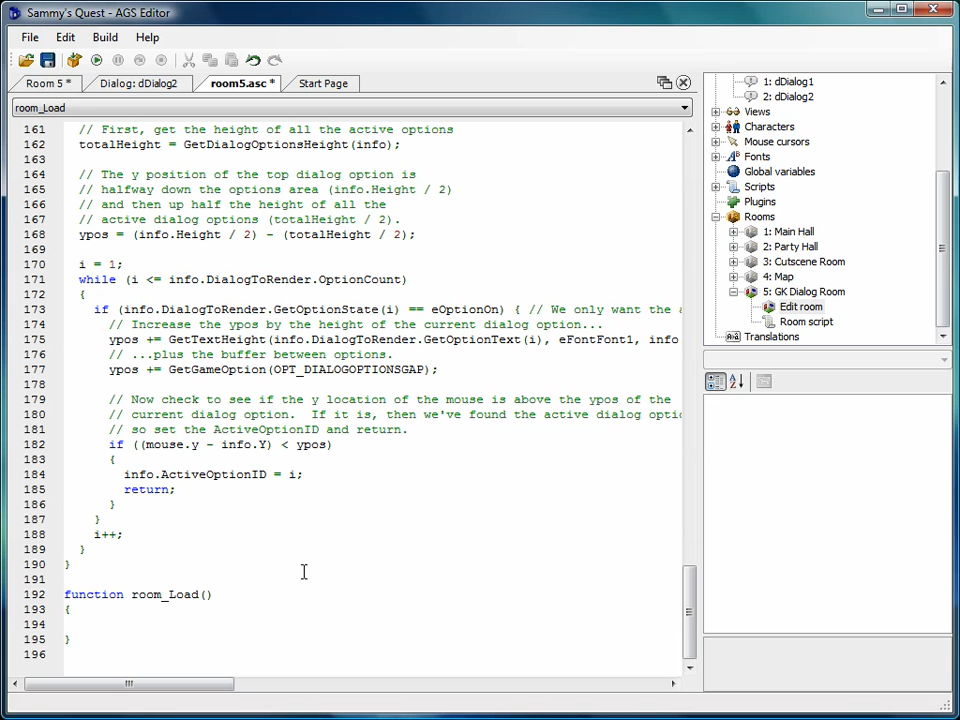 Sammy's Quest - AGS Editor
File Edit Build Help
Room 5 * Dialog: dDialog2 room5.asc * Start Page
room_Load
161 // First, get the height of all the active options
162 totalHeight = GetDialogOptionsHeight(info);
163
164 // The y position of the top dialog option is
165 // halfway down the options area (info.Height / 2)
166 // and then up half the height of all the
167 // active dialog options (totalHeight / 2).
168 ypos = (info.Height / 2) - (totalHeight / 2);
169
170 i = 1;
171 while (i <= info.DialogToRender.OptionCount)
172 {
173 if (info.DialogToRender.GetOptionState(i) == eOptionOn) { // We only want the a
174 // Increase the ypos by the height of the current dialog option...
175 ypos += GetTextHeight(info.DialogToRender.GetOptionText(i), eFontFont1, info
176 // ...plus the buffer between options.
177 ypos += GetGameOption(OPT_DIALOGOPTIONSGAP);
178
179 // Now check to see if the y location of the mouse is above the ypos of the
180 // current dialog option. If it is, then we've found the active dialog optio
181 // so set the ActiveOptionID and return.
182 if ((mouse.y - info.Y) < ypos)
183 {
184 info.ActiveOptionID = i;
185 return;
186 }
187 }
188 i++;
189 }
190 }
191
192 function room_Load()
193 {
194
195 }
196
1: dDialog1
2: dDialog2
Views
Characters
Mouse cursors
Fonts
Global variables
Scripts
Plugins
Rooms
1: Main Hall
2: Party Hall
3: Cutscene Room
4: Map
5: GK Dialog Room
Edit room
Room script
Translations